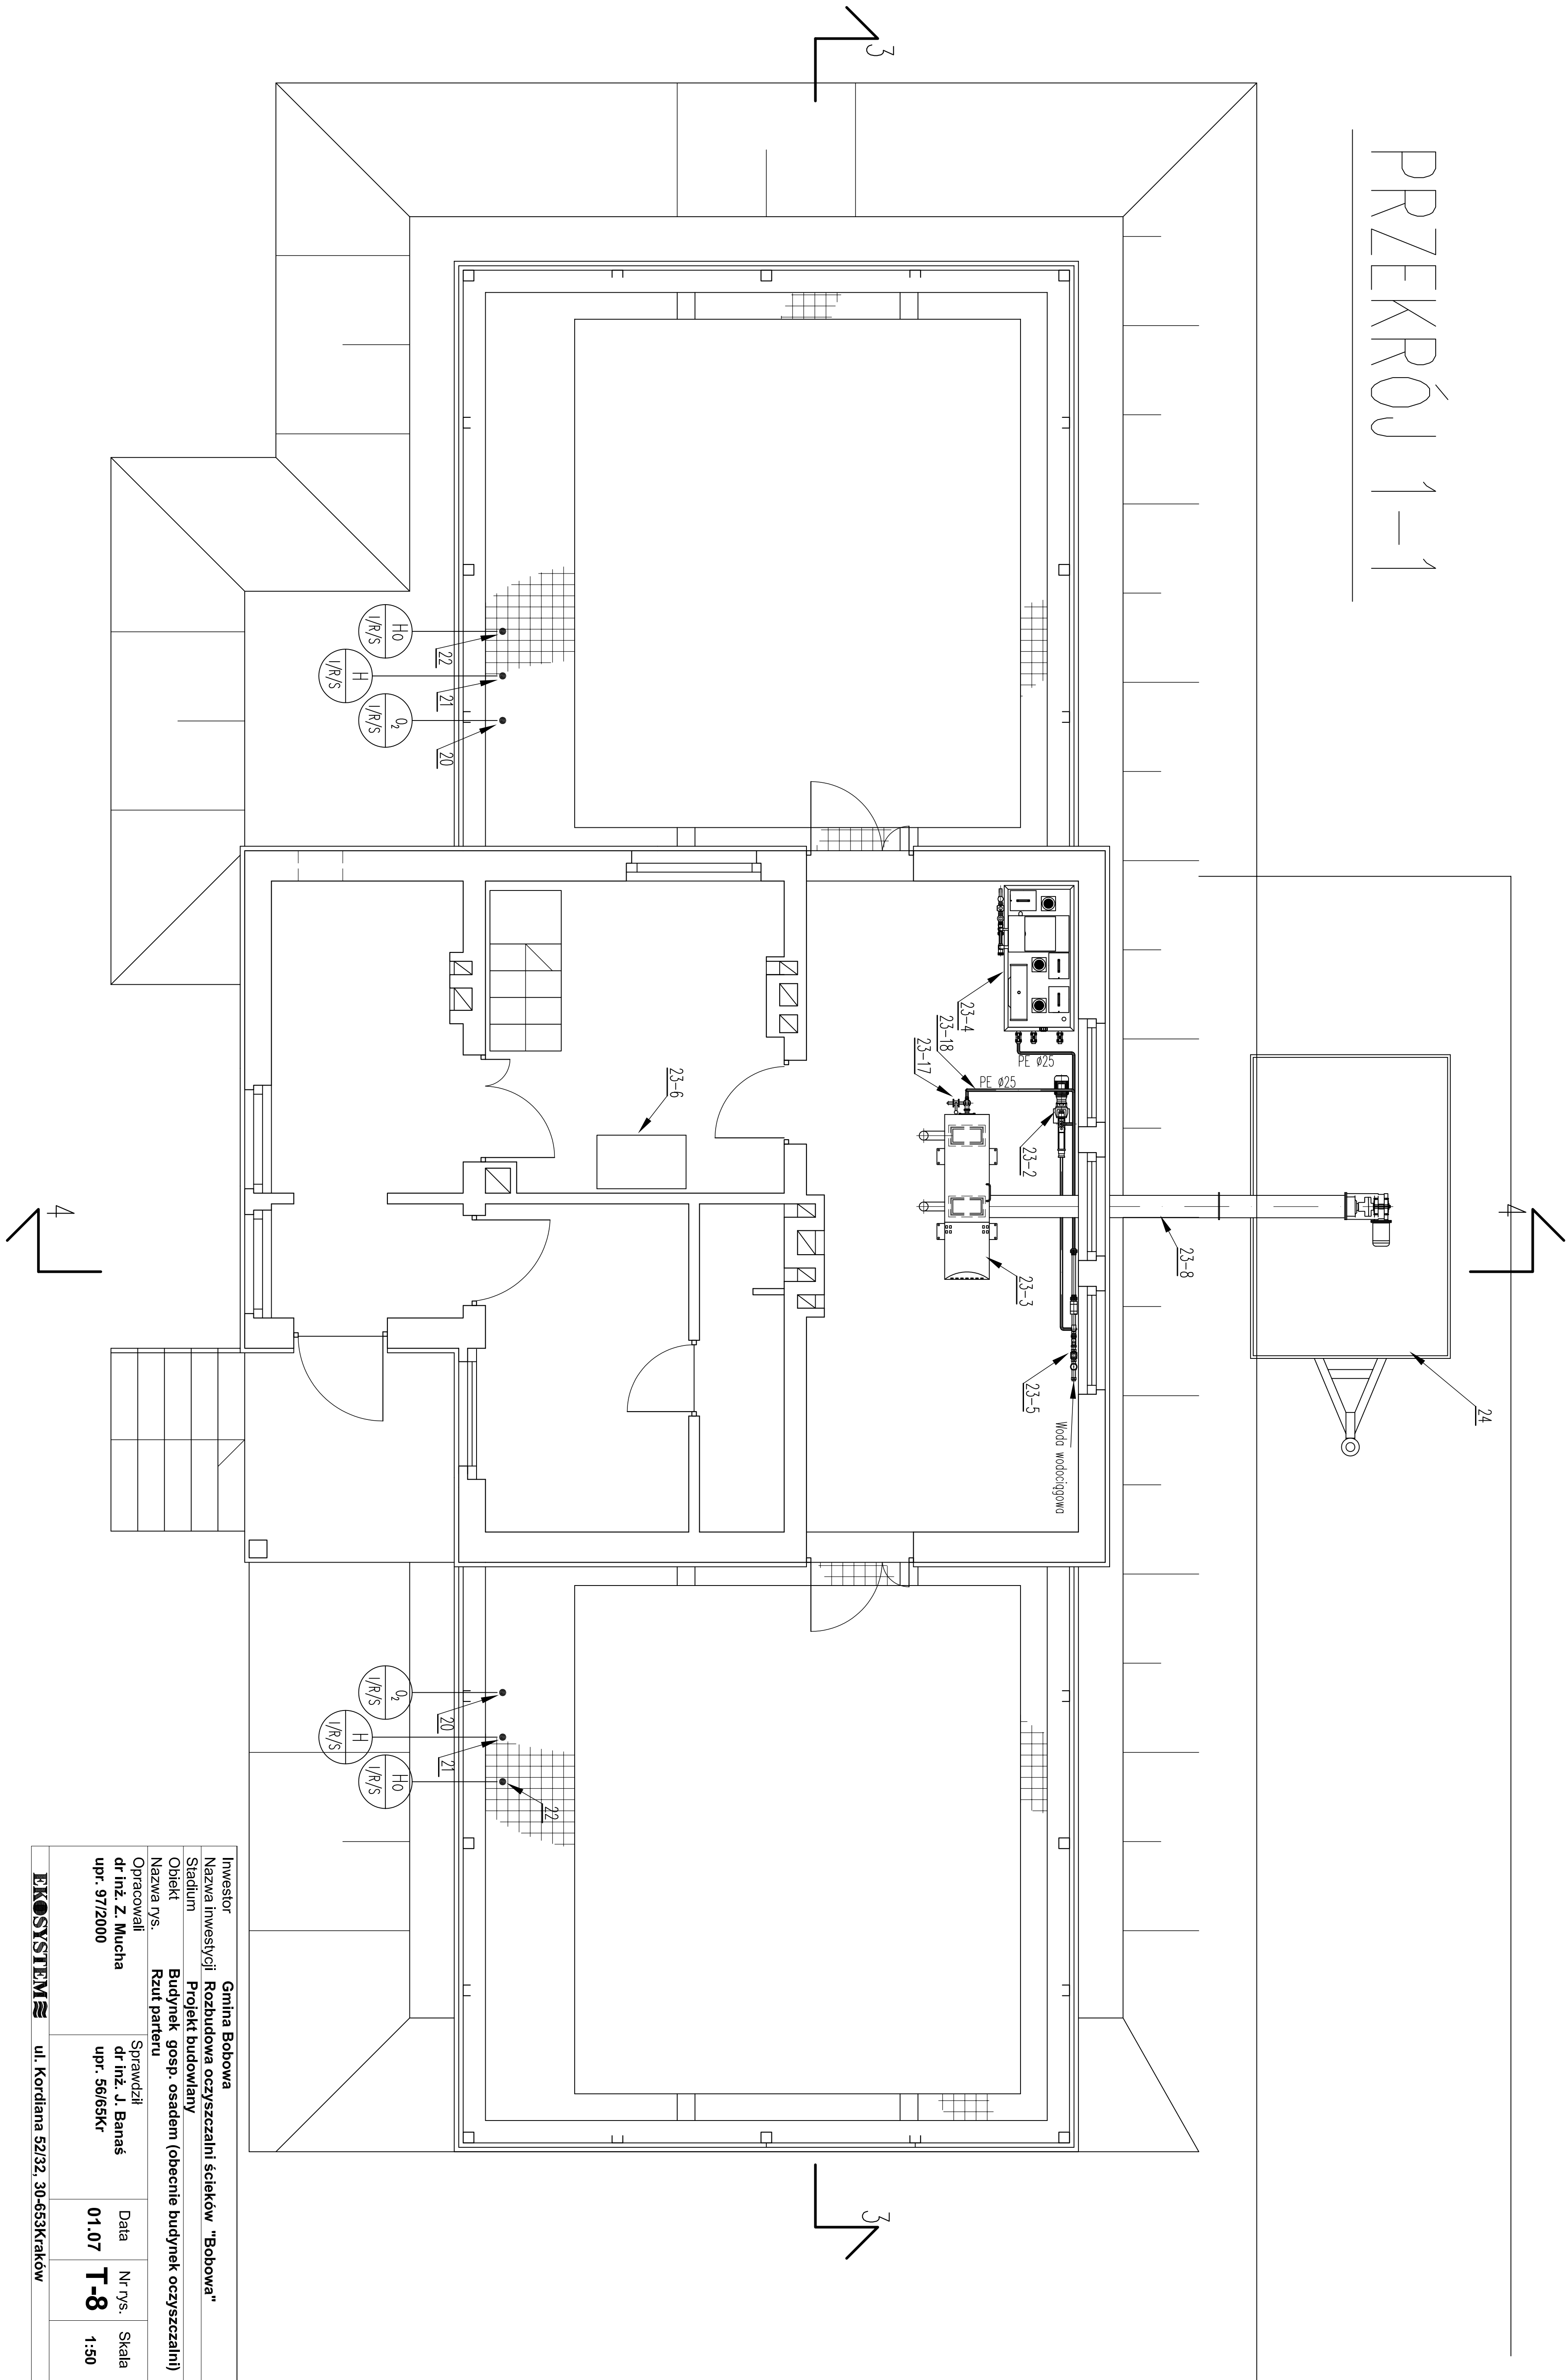 PRZEKRÓJ 1-1
3
4
24
23-8
23-4
23-18
23-17
PE ø25
PE ø25
23-2
23-3
23-5
Woda wodociągowa
23-6
22
21
20
Ho
I/R/S
H
I/R/S
O₂
I/R/S
20
21
22
O₂
I/R/S
H
I/R/S
Ho
I/R/S
4
3
Inwestor Gmina Bobowa
Nazwa inwestycji Rozbudowa oczyszczalni ścieków "Bobowa"
Stadium Projekt budowlany
Obiekt Budynek gosp. osadem (obecnie budynek oczyszczalni)
Nazwa rys. Rzut parteru
Opracowali
dr inż. Z. Mucha
upr. 97/2000
Sprawdził
dr inż. J. Banaś
upr. 56/65Kr
Data
01.07
Nr rys.
T-8
Skala
1:50
EKOSYSTEM ul. Kordiana 52/32, 30-653Kraków